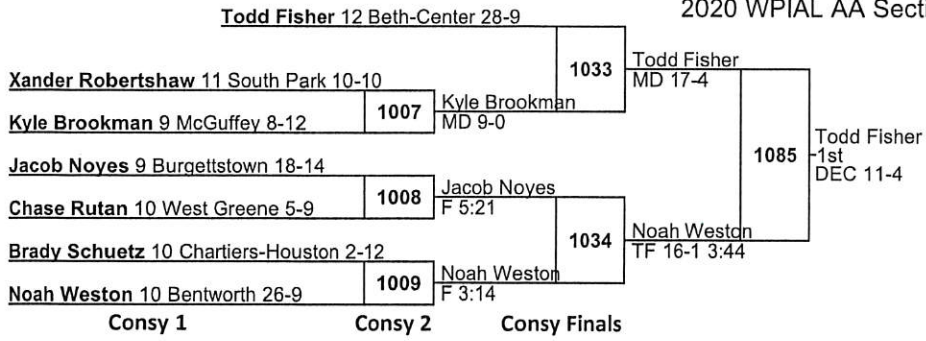 2020 WPIAL AA Secti
Todd Fisher 12 Beth-Center 28-9
1033
Todd Fisher
MD 17-4
Xander Robertshaw 11 South Park 10-10
1007
Kyle Brookman
MD 9-0
Kyle Brookman 9 McGuffey 8-12
1085
Todd Fisher
1st
DEC 11-4
Jacob Noyes 9 Burgettstown 18-14
1008
Jacob Noyes
F 5:21
Chase Rutan 10 West Greene 5-9
1034
Noah Weston
TF 16-1 3:44
Brady Schuetz 10 Chartiers-Houston 2-12
1009
Noah Weston
F 3:14
Noah Weston 10 Bentworth 26-9
Consy 1
Consy 2
Consy Finals